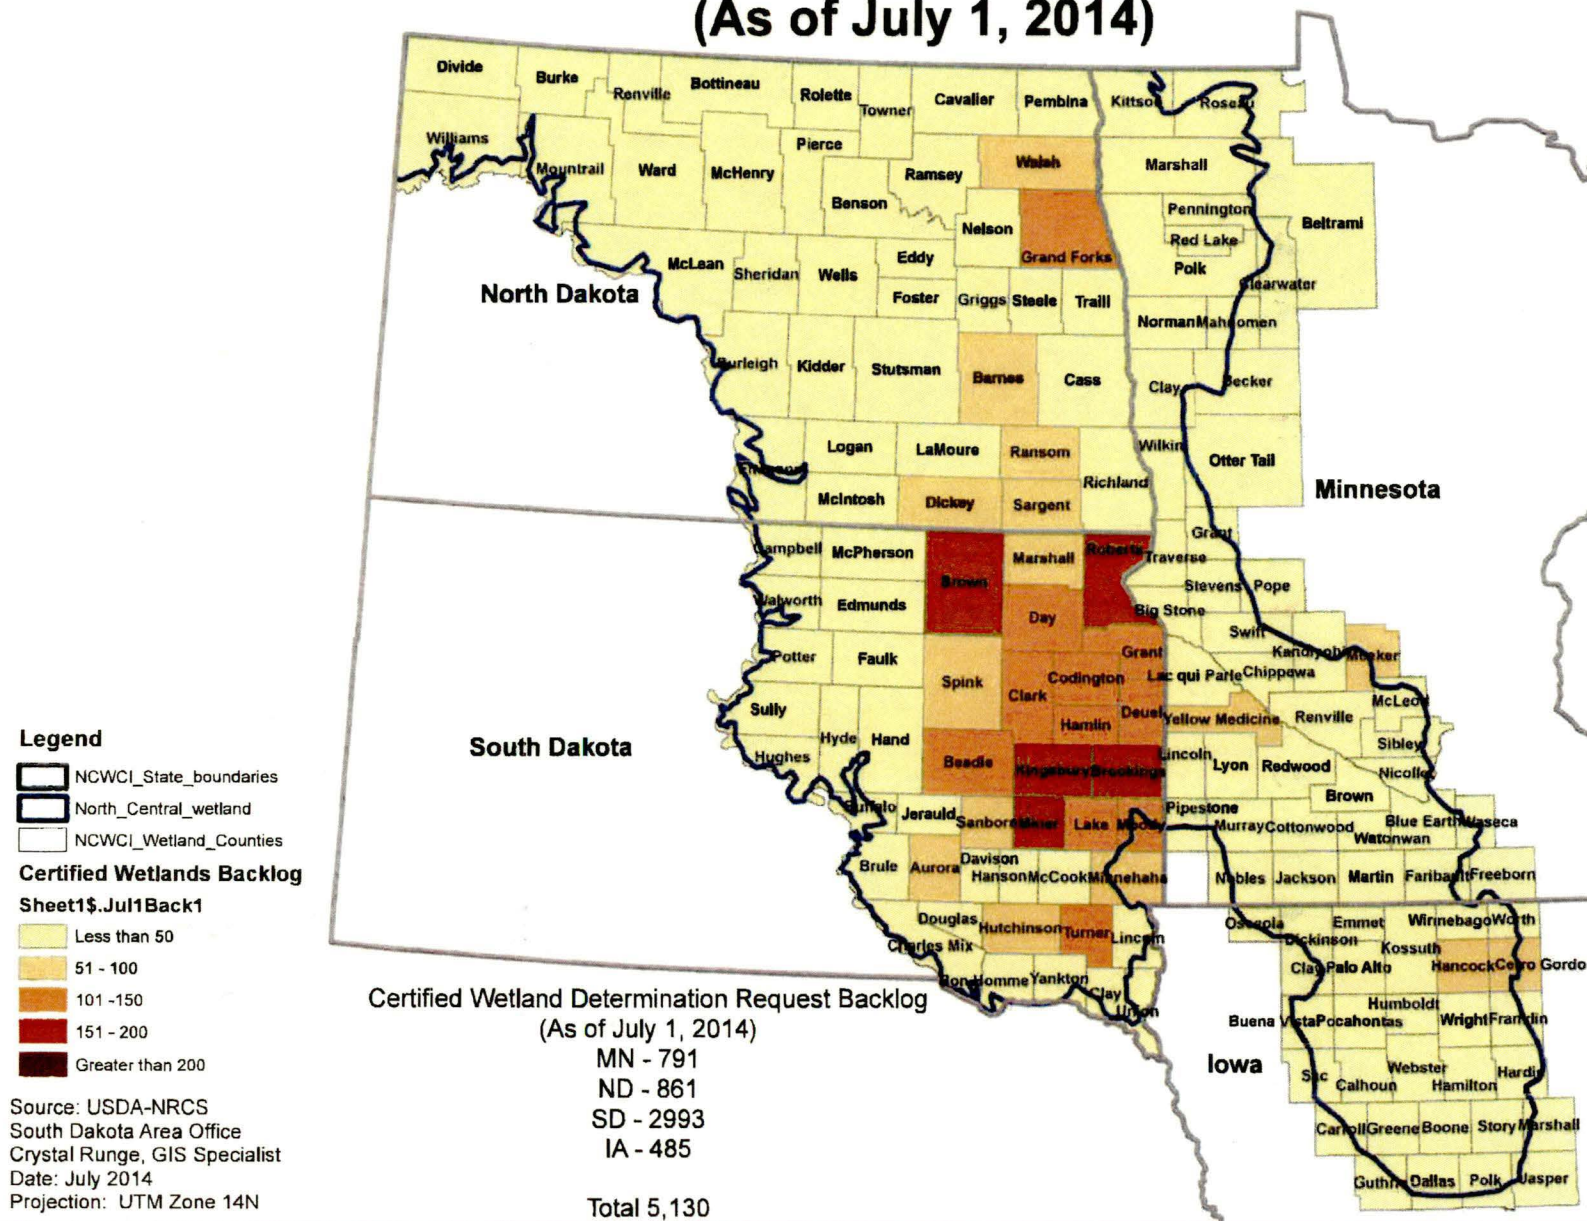 (As of July 1, 2014)
Divide
Burke
Renville
Bottineau
Rolette
Towner
Cavalier
Pembina
Kittson
Roseau
Williams
Mountrail
Ward
McHenry
Pierce
Benson
Ramsey
Walsh
Marshall
Nelson
Grand Forks
Pennington
Red Lake
Polk
Beltrami
Clearwater
North Dakota
McLean
Sheridan
Wells
Eddy
Foster
Griggs
Steele
Traill
Norman
Mahnomen
Burleigh
Kidder
Stutsman
Barnes
Cass
Clay
Becker
Logan
LaMoure
Ransom
Richland
Wilkin
Otter Tail
Minnesota
McIntosh
Dickey
Sargent
Campbell
McPherson
Brown
Marshall
Roberts
Traverse
Grant
Walworth
Edmunds
Day
Big Stone
Stevens
Pope
Potter
Faulk
Spink
Clark
Codington
Grant
Lac qui Parle
Swift
Chippewa
Kandiyohi
Meeker
Sully
Hyde
Hand
Hamlin
Deuel
Yellow Medicine
Renville
McLeod
Sibley
South Dakota
Hughes
Beadle
Kingsbury
Brookings
Lincoln
Lyon
Redwood
Nicollet
Brown
Buffalo
Jerauld
Sanborn
Miner
Lake
Moody
Pipestone
Murray
Cottonwood
Watonwan
Blue Earth
Waseca
Brule
Aurora
Davison
Hanson
McCook
Minnehaha
Nobles
Jackson
Martin
Faribault
Freeborn
Douglas
Charles Mix
Hutchinson
Turner
Lincoln
Osceola
Dickinson
Emmet
Kossuth
Winnebago
Worth
Bon Homme
Yankton
Clay
Union
Clay
Palo Alto
Hancock
Cerro Gordo
Humboldt
Buena Vista
Pocahontas
Wright
Franklin
Iowa
Sac
Calhoun
Webster
Hamilton
Hardin
Carroll
Greene
Boone
Story
Marshall
Guthrie
Dallas
Polk
Jasper
Legend
NCWCI_State_boundaries
North_Central_wetland
NCWCI_Wetland_Counties
Certified Wetlands Backlog
Sheet1$.Jul1Back1
Less than 50
51 - 100
101 -150
151 - 200
Greater than 200
Source: USDA-NRCS
South Dakota Area Office
Crystal Runge, GIS Specialist
Date: July 2014
Projection: UTM Zone 14N
Certified Wetland Determination Request Backlog
(As of July 1, 2014)
MN - 791
ND - 861
SD - 2993
IA - 485
Total 5,130